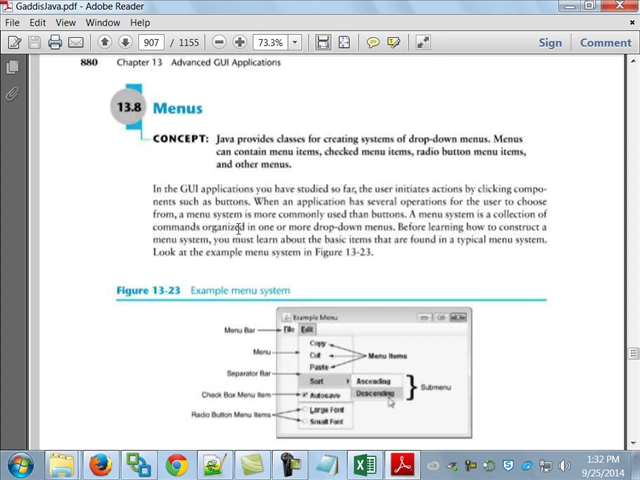 GaddisJava.pdf - Adobe Reader
File Edit View Window Help
907 / 1155 73.3% Sign Comment
880 Chapter 13 Advanced GUI Applications
13.8 Menus
CONCEPT: Java provides classes for creating systems of drop-down menus. Menus
can contain menu items, checked menu items, radio button menu items,
and other menus.
In the GUI applications you have studied so far, the user initiates actions by clicking compo-
nents such as buttons. When an application has several operations for the user to choose
from, a menu system is more commonly used than buttons. A menu system is a collection of
commands organized in one or more drop-down menus. Before learning how to construct a
menu system, you must learn about the basic items that are found in a typical menu system.
Look at the example menu system in Figure 13-23.
Figure 13-23 Example menu system
Example Menu
Menu Bar File Edit
Copy
Menu Cut Menu Items
Paste
Separator Bar
Sort Ascending
Submenu
Check Box Menu Item Autosave Descending
Radio Button Menu Items Large Font
Small Font
1:32 PM
9/25/2014